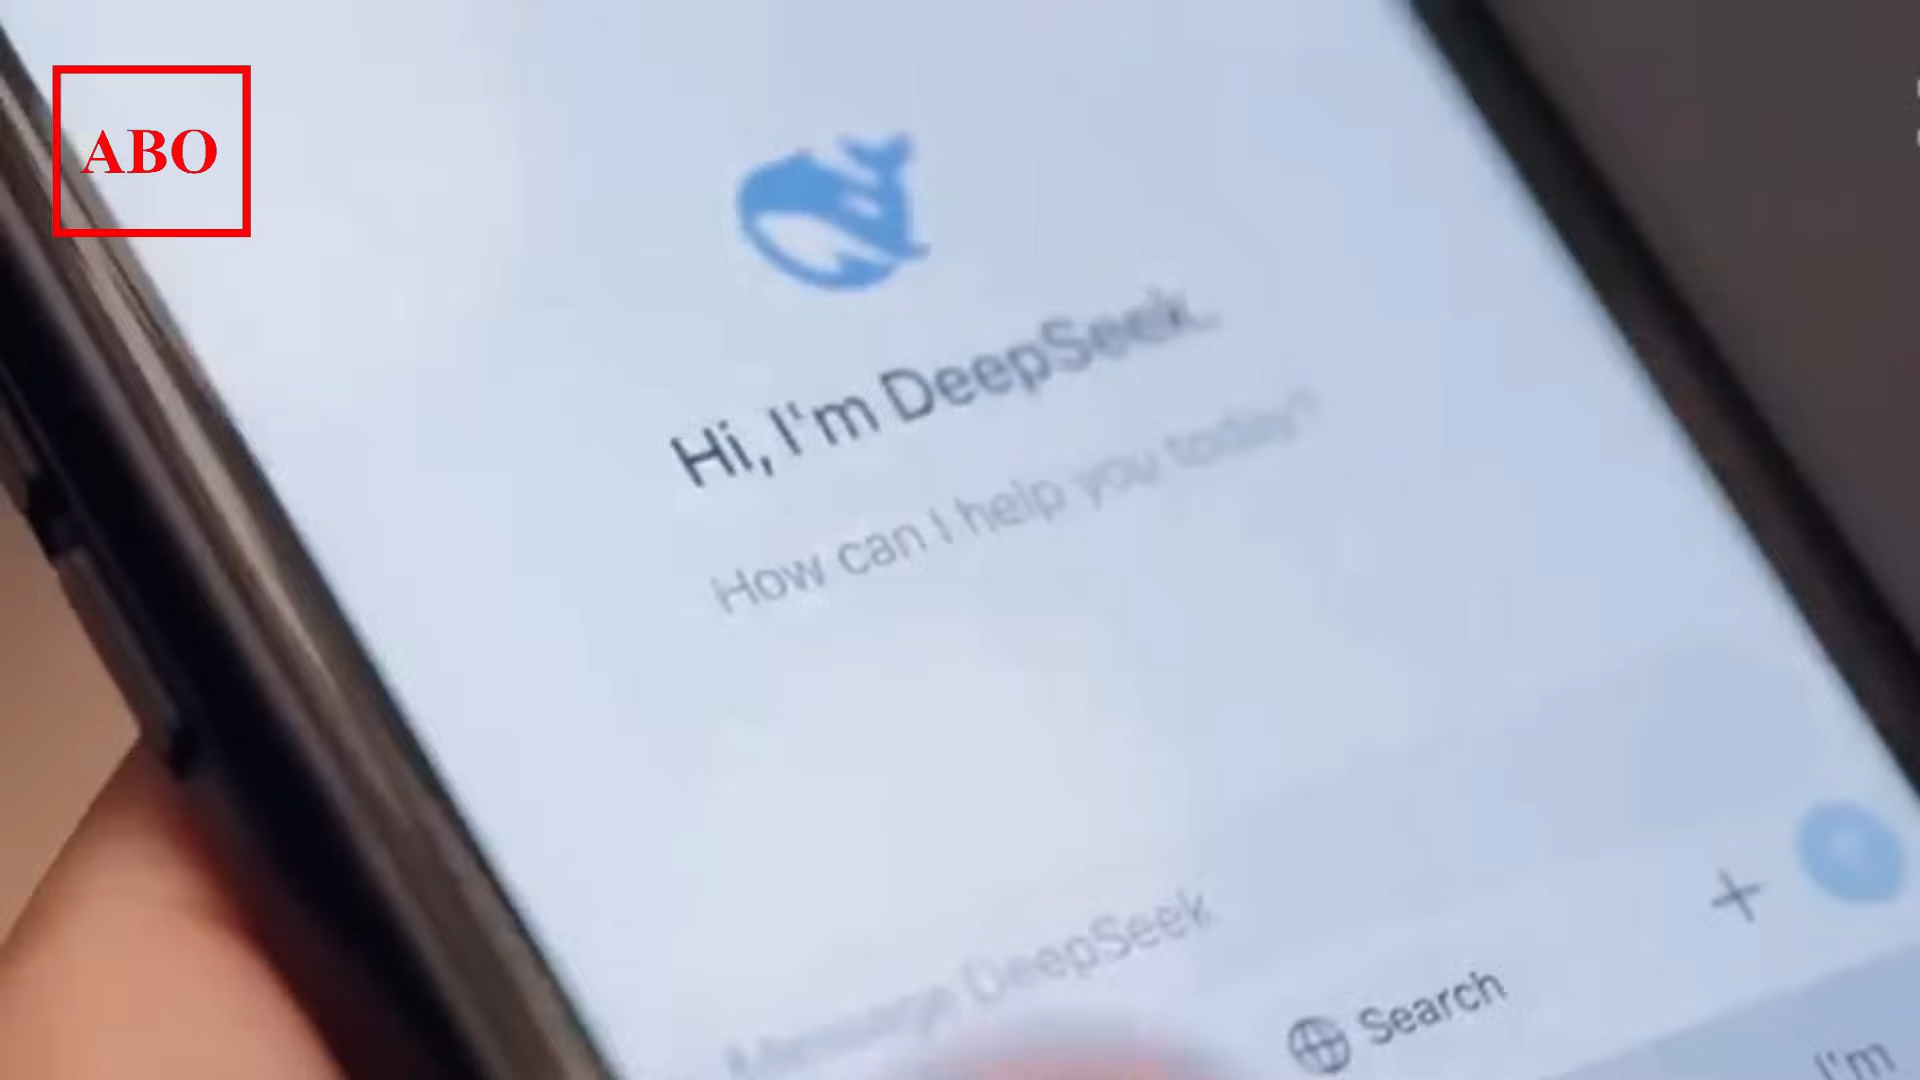 ABO
Hi, I'm DeepSeek.
How can I help you today?
Message DeepSeek
Search
I'm